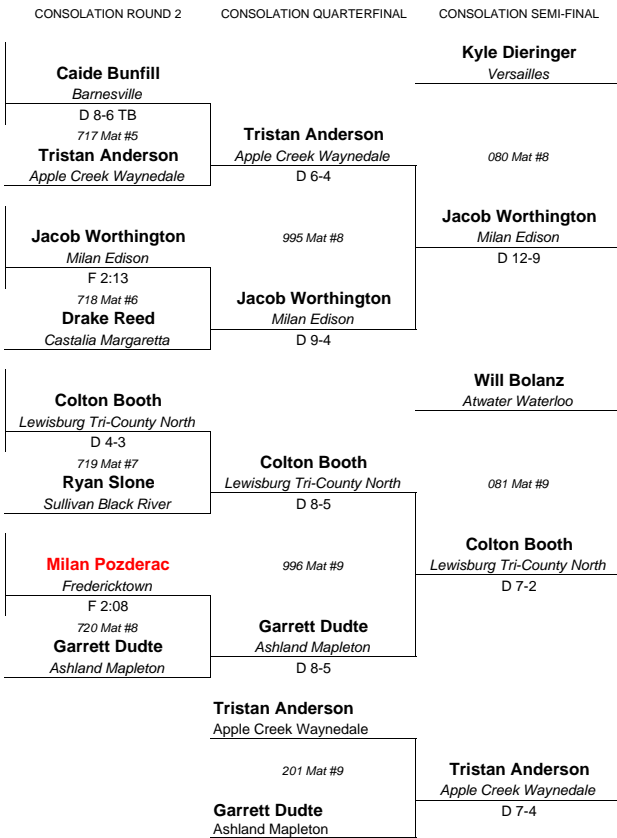 CONSOLATION ROUND 2
CONSOLATION QUARTERFINAL
CONSOLATION SEMI-FINAL
Caide Bunfill
Barnesville
D 8-6 TB
717 Mat #5
Tristan Anderson
Apple Creek Waynedale
Jacob Worthington
Milan Edison
F 2:13
718 Mat #6
Drake Reed
Castalia Margaretta
Colton Booth
Lewisburg Tri-County North
D 4-3
719 Mat #7
Ryan Slone
Sullivan Black River
Milan Pozderac
Fredericktown
F 2:08
720 Mat #8
Garrett Dudte
Ashland Mapleton
Tristan Anderson
Apple Creek Waynedale
D 6-4
995 Mat #8
Jacob Worthington
Milan Edison
D 9-4
Colton Booth
Lewisburg Tri-County North
D 8-5
996 Mat #9
Garrett Dudte
Ashland Mapleton
D 8-5
Kyle Dieringer
Versailles
080 Mat #8
Jacob Worthington
Milan Edison
D 12-9
Will Bolanz
Atwater Waterloo
081 Mat #9
Colton Booth
Lewisburg Tri-County North
D 7-2
Tristan Anderson
Apple Creek Waynedale
201 Mat #9
Garrett Dudte
Ashland Mapleton
Tristan Anderson
Apple Creek Waynedale
D 7-4